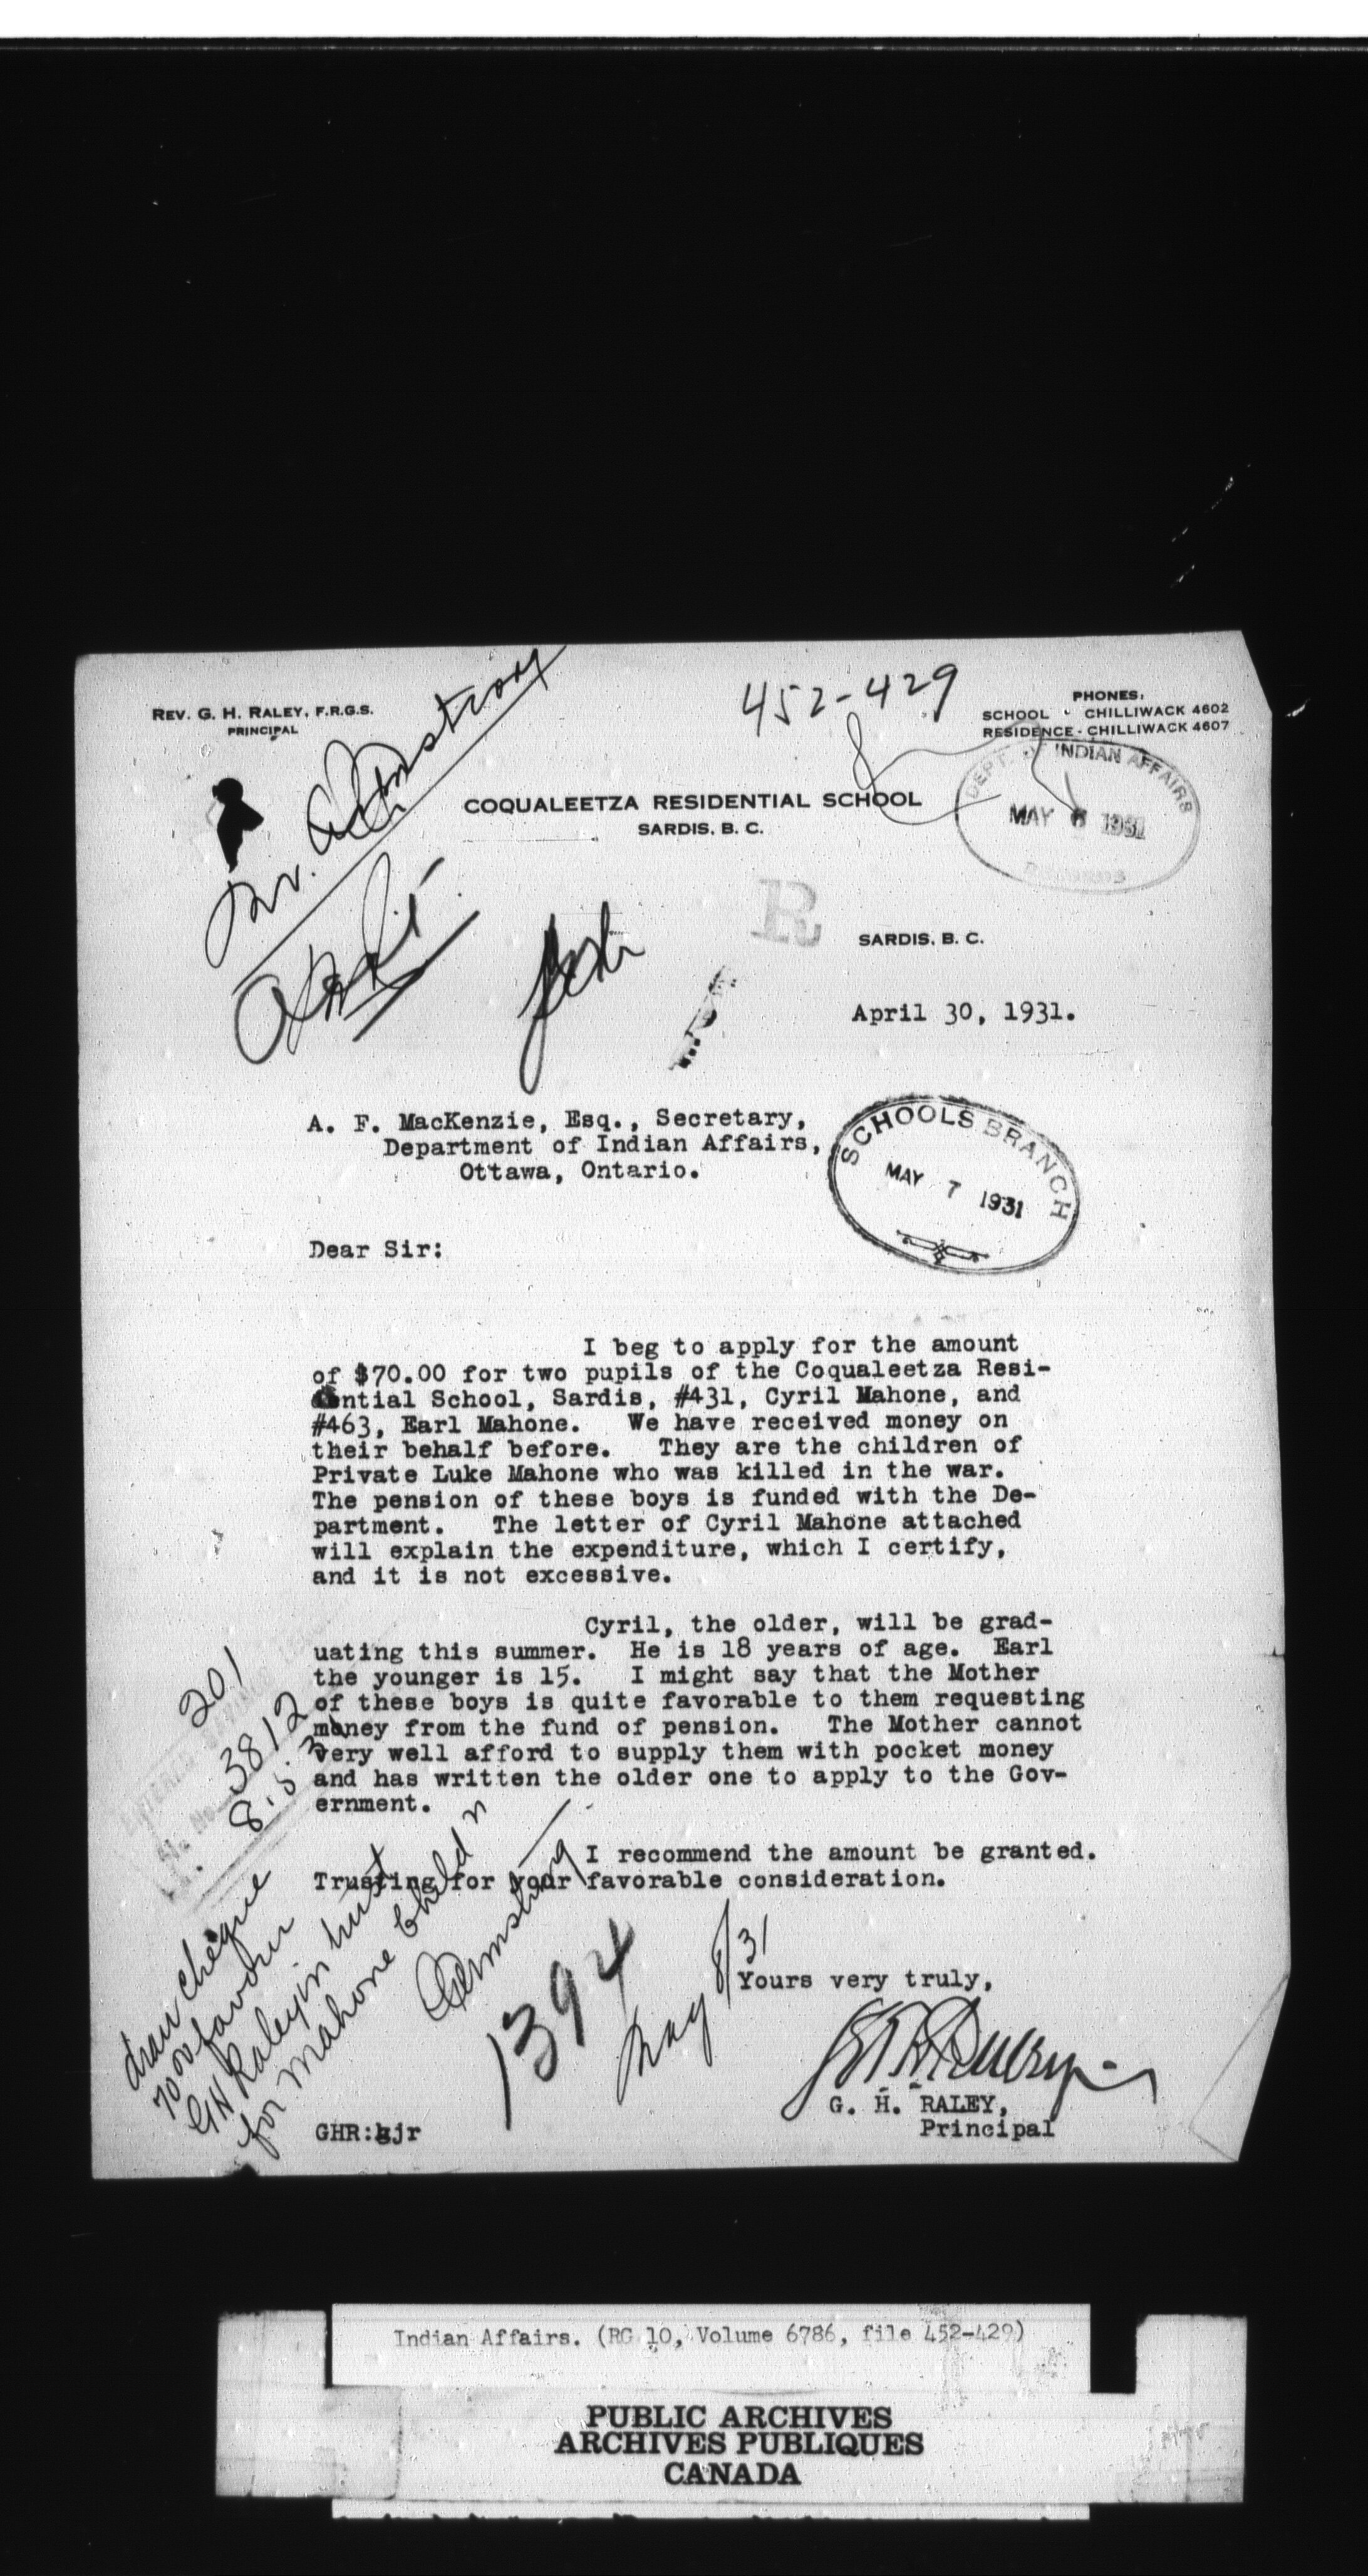 REV. G. H. RALEY, F.R.G.S.
PRINCIPAL
452-429
PHONES,
SCHOOL - CHILLIWACK 4602
RESIDENCE - CHILLIWACK 4607
Mr. Armstrong
COQUALEETZA RESIDENTIAL SCHOOL
SARDIS, B. C.
DEPT. OF INDIAN AFFAIRS
MAY 6 1931
RECORDS
R
SARDIS, B. C.
April 30, 1931.
A. F. MacKenzie, Esq., Secretary,
Department of Indian Affairs,
Ottawa, Ontario.
SCHOOLS BRANCH
MAY 7 1931
Dear Sir:
I beg to apply for the amount
of $70.00 for two pupils of the Coqualeetza Resi-
dential School, Sardis, #431, Cyril Mahone, and
#463, Earl Mahone. We have received money on
their behalf before. They are the children of
Private Luke Mahone who was killed in the war.
The pension of these boys is funded with the De-
partment. The letter of Cyril Mahone attached
will explain the expenditure, which I certify,
and it is not excessive.
Cyril, the older, will be grad-
uating this summer. He is 18 years of age. Earl
the younger is 15. I might say that the Mother
of these boys is quite favorable to them requesting
money from the fund of pension. The Mother cannot
very well afford to supply them with pocket money
and has written the older one to apply to the Gov-
ernment.
201
3812
8.5.31
I recommend the amount be granted.
Trusting for your favorable consideration.
draw cheque
70 00 favour
GH Raley in trust
for Mahone child n
Armstrong
1394
May 8/31
Yours very truly,
G. H. RALEY,
Principal
GHR:gjr
Indian Affairs. (RG 10, Volume 6786, file 452-429)
PUBLIC ARCHIVES
ARCHIVES PUBLIQUES
CANADA